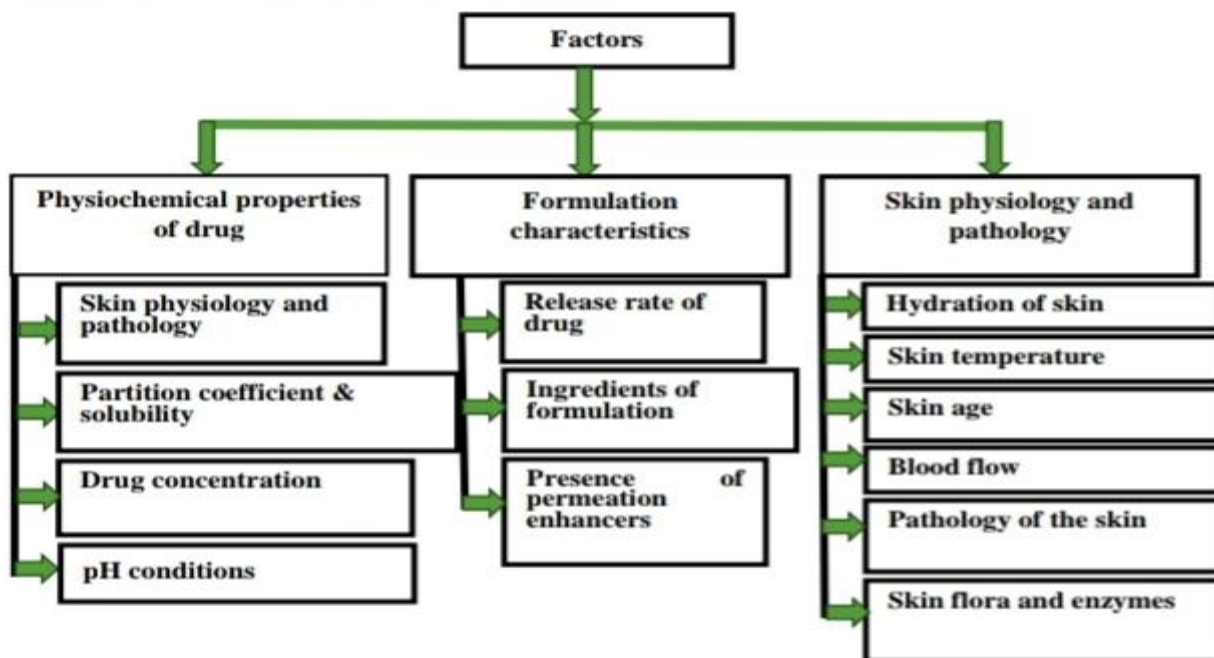 Factors
Physiochemical properties
of drug
Skin physiology and
pathology
Partition coefficient &
solubility
Drug concentration
pH conditions
Formulation
characteristics
Release rate of
drug
Ingredients of
formulation
Presence of
permeation
enhancers
Skin physiology and
pathology
Hydration of skin
Skin temperature
Skin age
Blood flow
Pathology of the skin
Skin flora and enzymes